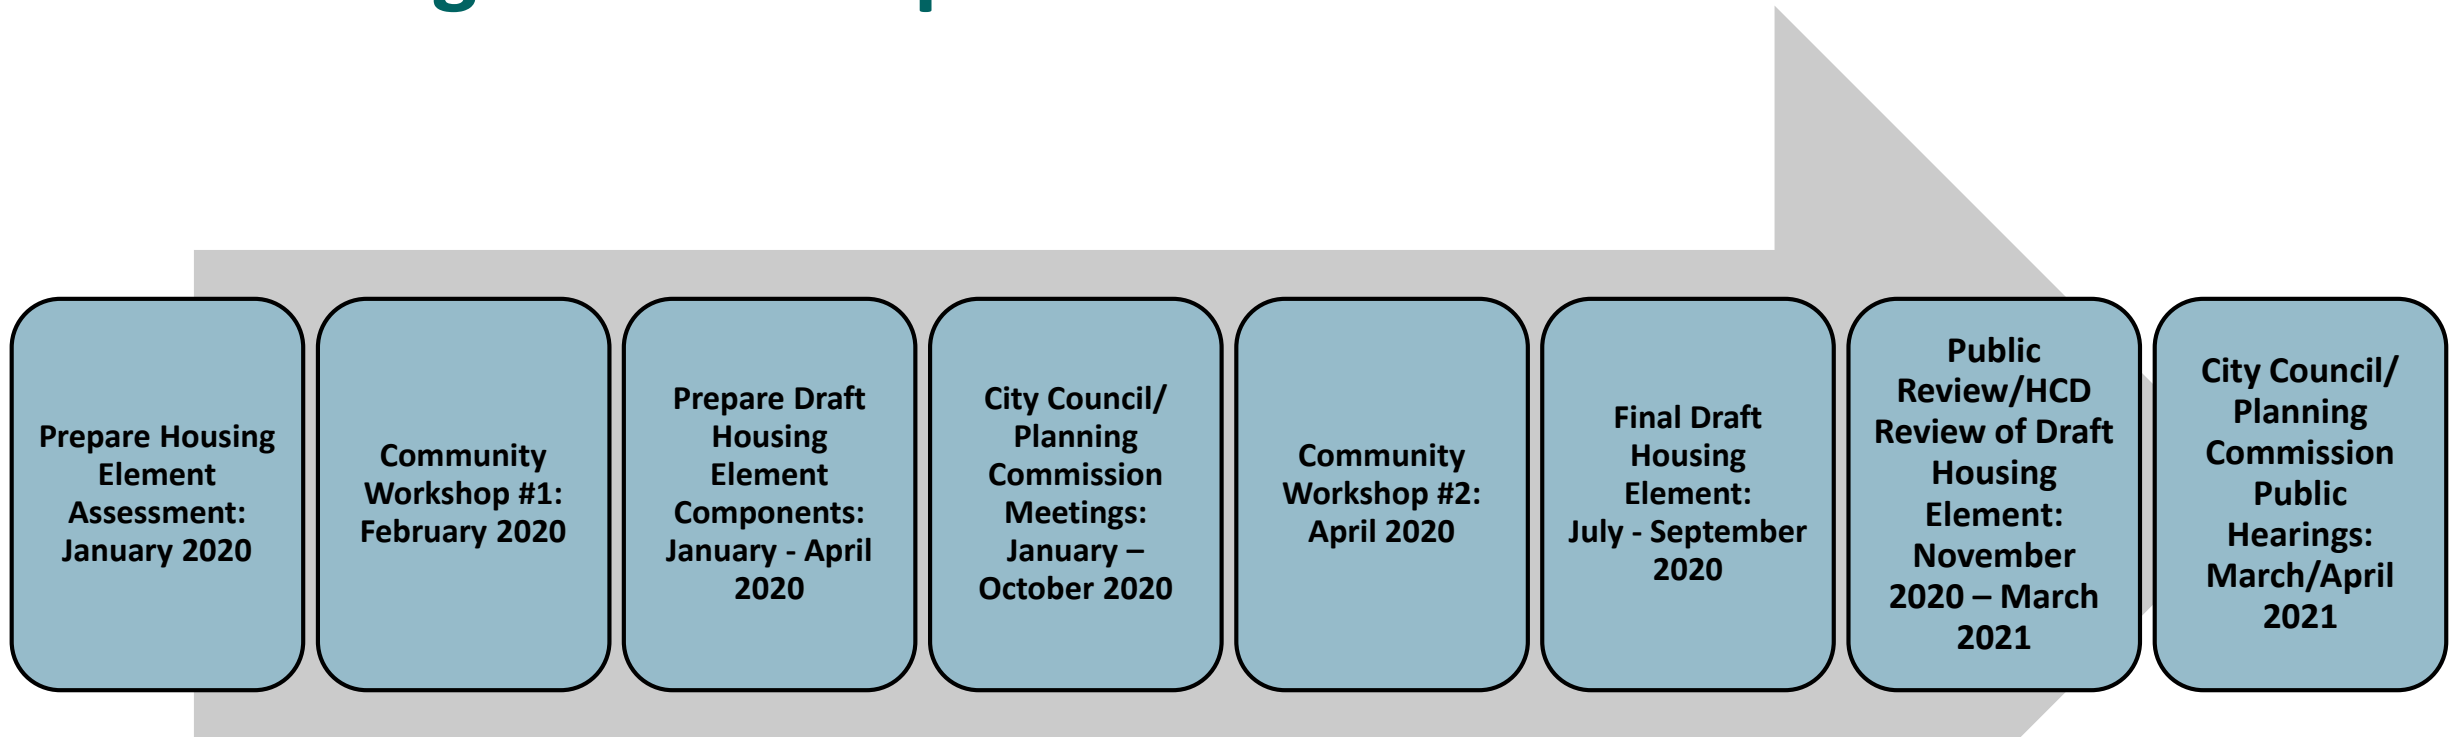 Prepare Housing
Element
Assessment:
January 2020
Community
Workshop #1:
February 2020
Prepare Draft
Housing
Element
Components:
January - April
2020
City Council/
Planning
Commission
Meetings:
January –
October 2020
Community
Workshop #2:
April 2020
Final Draft
Housing
Element:
July - September
2020
Public
Review/HCD
Review of Draft
Housing
Element:
November
2020 – March
2021
City Council/
Planning
Commission
Public
Hearings:
March/April
2021